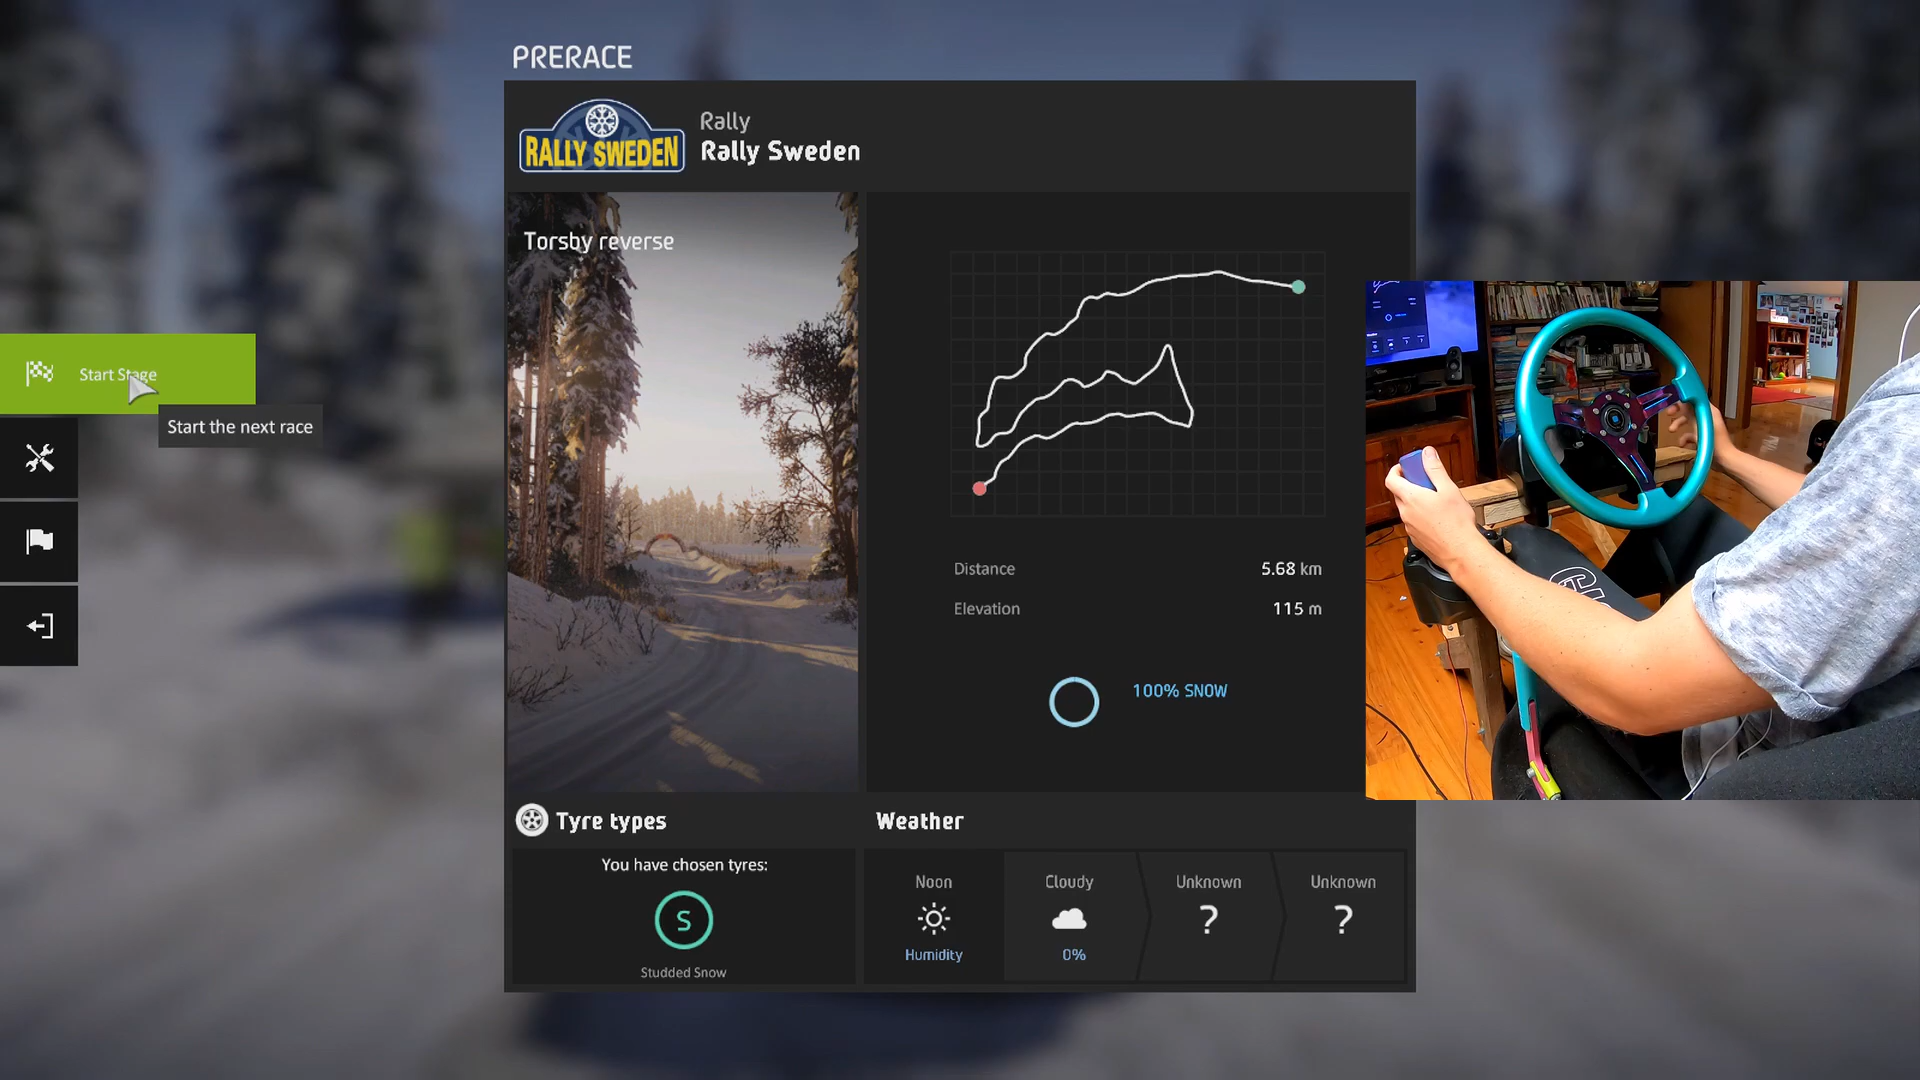 PRERACE
RALLY SWEDEN
Rally
Rally Sweden
Torsby reverse
Start Stage
Start the next race
Distance 5.68 km
Elevation 115 m
100% SNOW
Tyre types
You have chosen tyres:
S
Studded Snow
Weather
Noon Cloudy Unknown Unknown
? ?
Humidity 0%